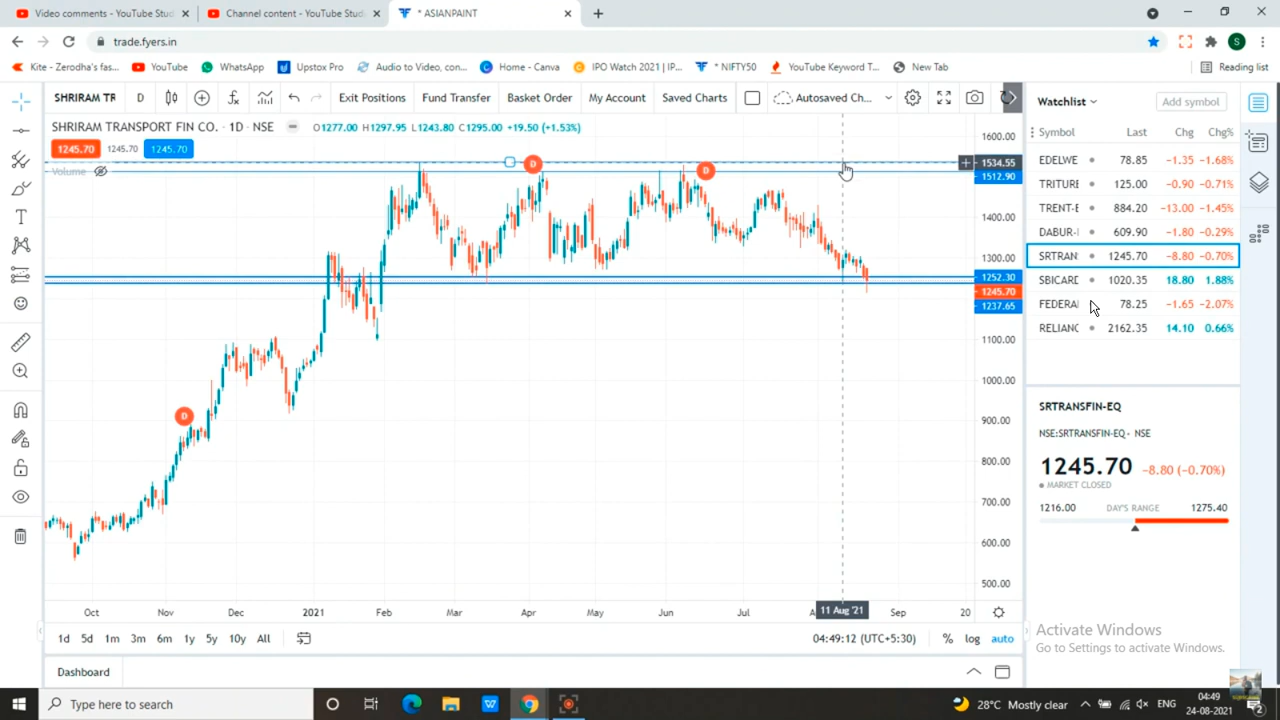 Video comments - YouTube Stud
Channel content - YouTube Stud
* ASIANPAINT
trade.fyers.in
S
Kite - Zerodha's fas...
YouTube
WhatsApp
Upstox Pro
Audio to Video, con...
Home - Canva
IPO Watch 2021 | IP...
* NIFTY50
YouTube Keyword T...
New Tab
Reading list
SHRIRAM TR
D
Exit Positions
Fund Transfer
Basket Order
My Account
Saved Charts
Autosaved Ch...
SHRIRAM TRANSPORT FIN CO. · 1D · NSE
O1277.00 H1297.95 L1243.80 C1295.00 +19.50 (+1.53%)
1245.70
1245.70
1245.70
Volume
D
D
D
1600.00
1534.55
1512.90
1400.00
1300.00
1252.30
1245.70
1237.65
1100.00
1000.00
900.00
800.00
700.00
600.00
500.00
Oct
Nov
Dec
2021
Feb
Mar
Apr
May
Jun
Jul
11 Aug '21
Sep
20
1d 5d 1m 3m 6m 1y 5y 10y All
04:49:12 (UTC+5:30)
%
log
auto
Dashboard
Watchlist
Add symbol
Symbol Last Chg Chg%
EDELWE 78.85 -1.35 -1.68%
TRITURE 125.00 -0.90 -0.71%
TRENT-E 884.20 -13.00 -1.45%
DABUR- 609.90 -1.80 -0.29%
SRTRAN 1245.70 -8.80 -0.70%
SBICARD 1020.35 18.80 1.88%
FEDERAL 78.25 -1.65 -2.07%
RELIANC 2162.35 14.10 0.66%
SRTRANSFIN-EQ
NSE:SRTRANSFIN-EQ - NSE
1245.70 -8.80 (-0.70%)
MARKET CLOSED
1216.00 DAY'S RANGE 1275.40
Activate Windows
Go to Settings to activate Windows.
Type here to search
28°C Mostly clear
ENG
04:49
24-08-2021
2